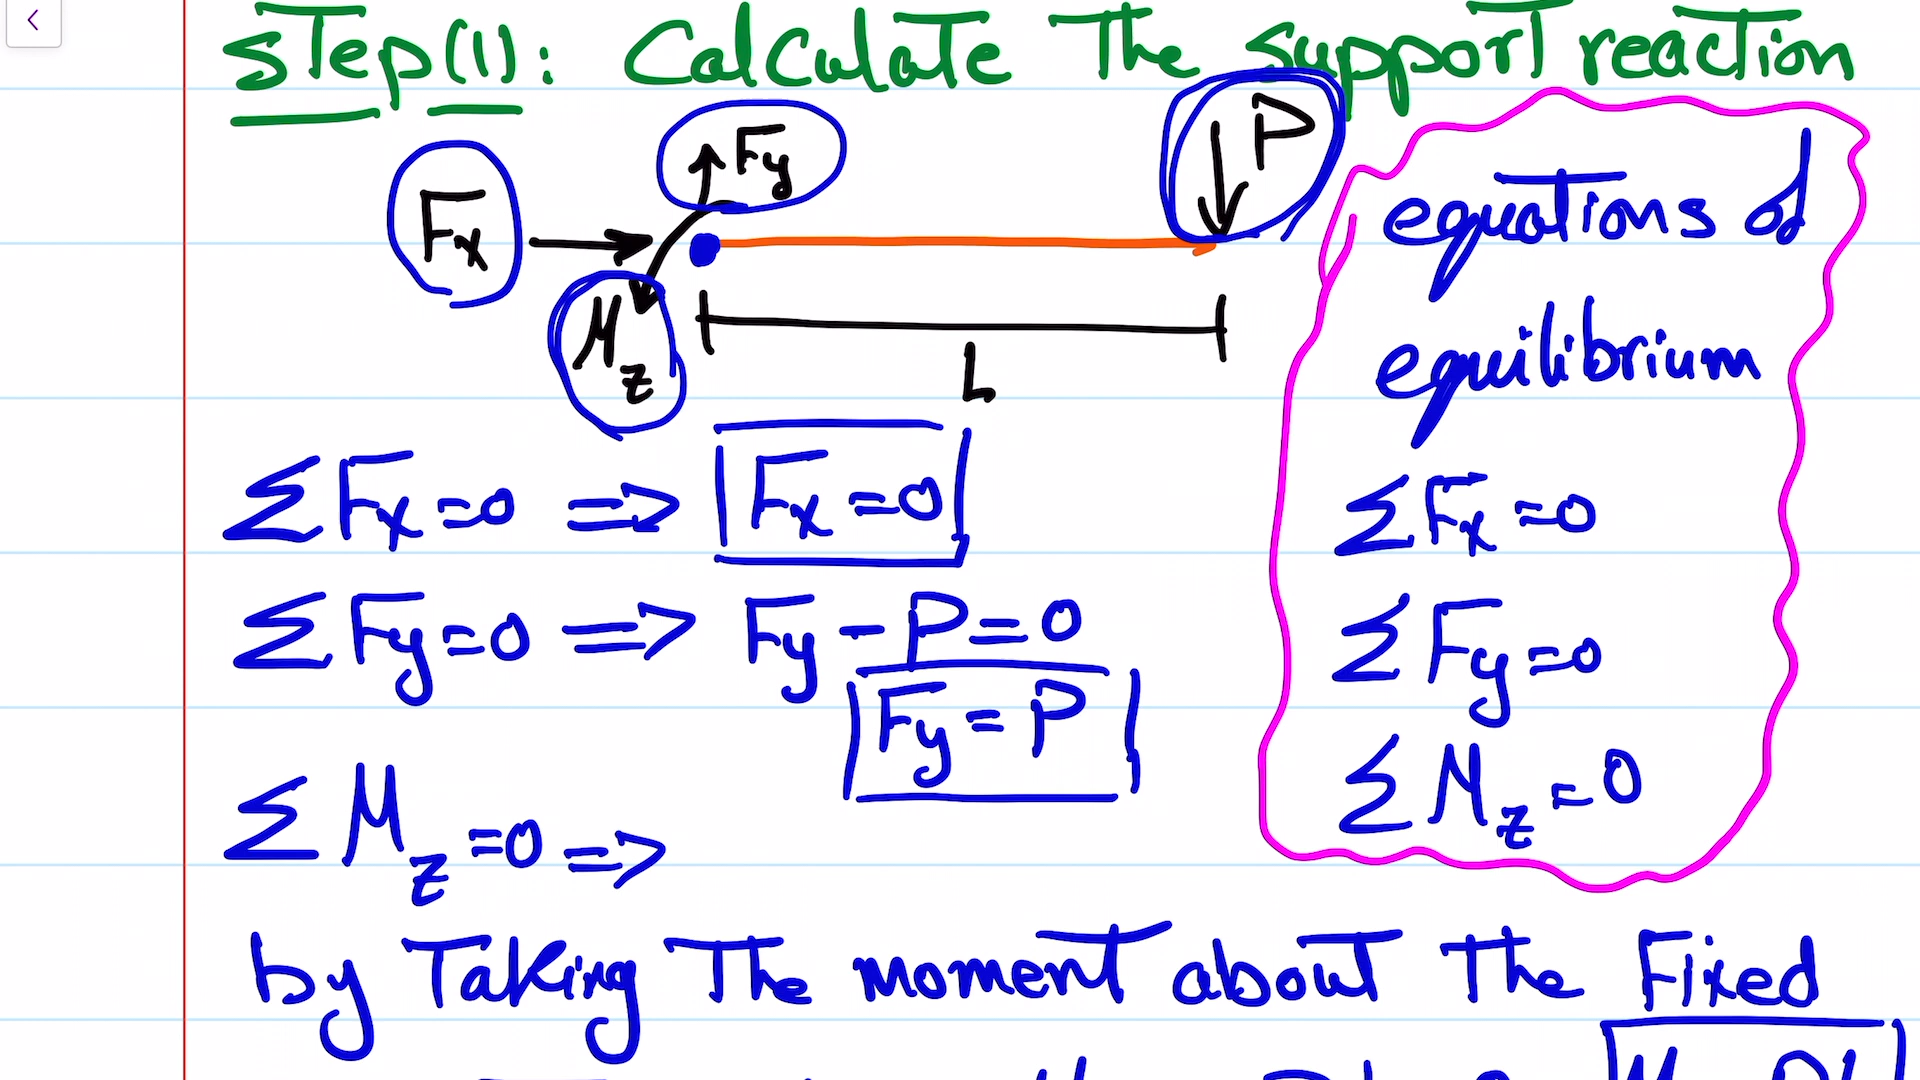 Step(1): Calculate The support reaction
Fy
P
Fx
Mz
L
equations of
equilibrium
ΣFx=0
ΣFy=0
ΣMz=0
ΣFx=0 => Fx=0
ΣFy=0 => Fy-P=0
Fy=P
ΣMz=0 =>
by Taking The moment about The Fixed